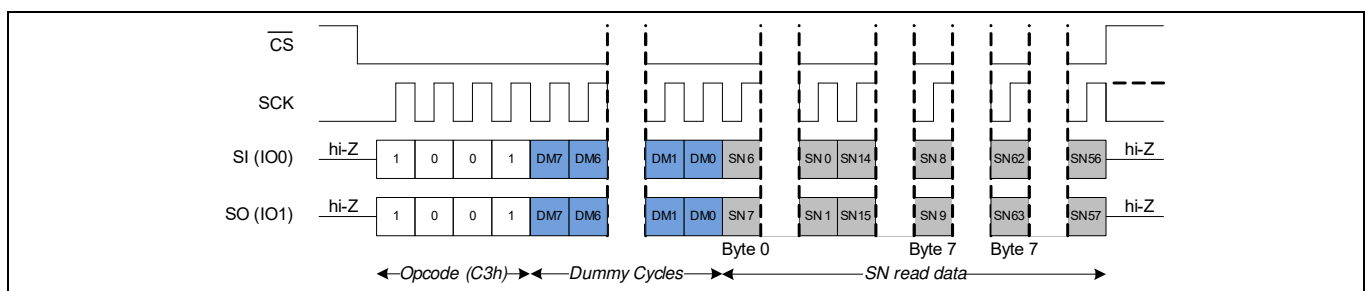 CS
SCK
SI (IO0) hi-Z 1 0 0 1 DM7 DM6 DM1 DM0 SN 6 SN 0 SN 14 SN 8 SN 62 SN 56 hi-Z
SO (IO1) hi-Z 1 0 0 1 DM7 DM6 DM1 DM0 SN 7 SN 1 SN 15 SN 9 SN 63 SN 57 hi-Z
Byte 0 Byte 7 Byte 7
Opcode (C3h) Dummy Cycles SN read data